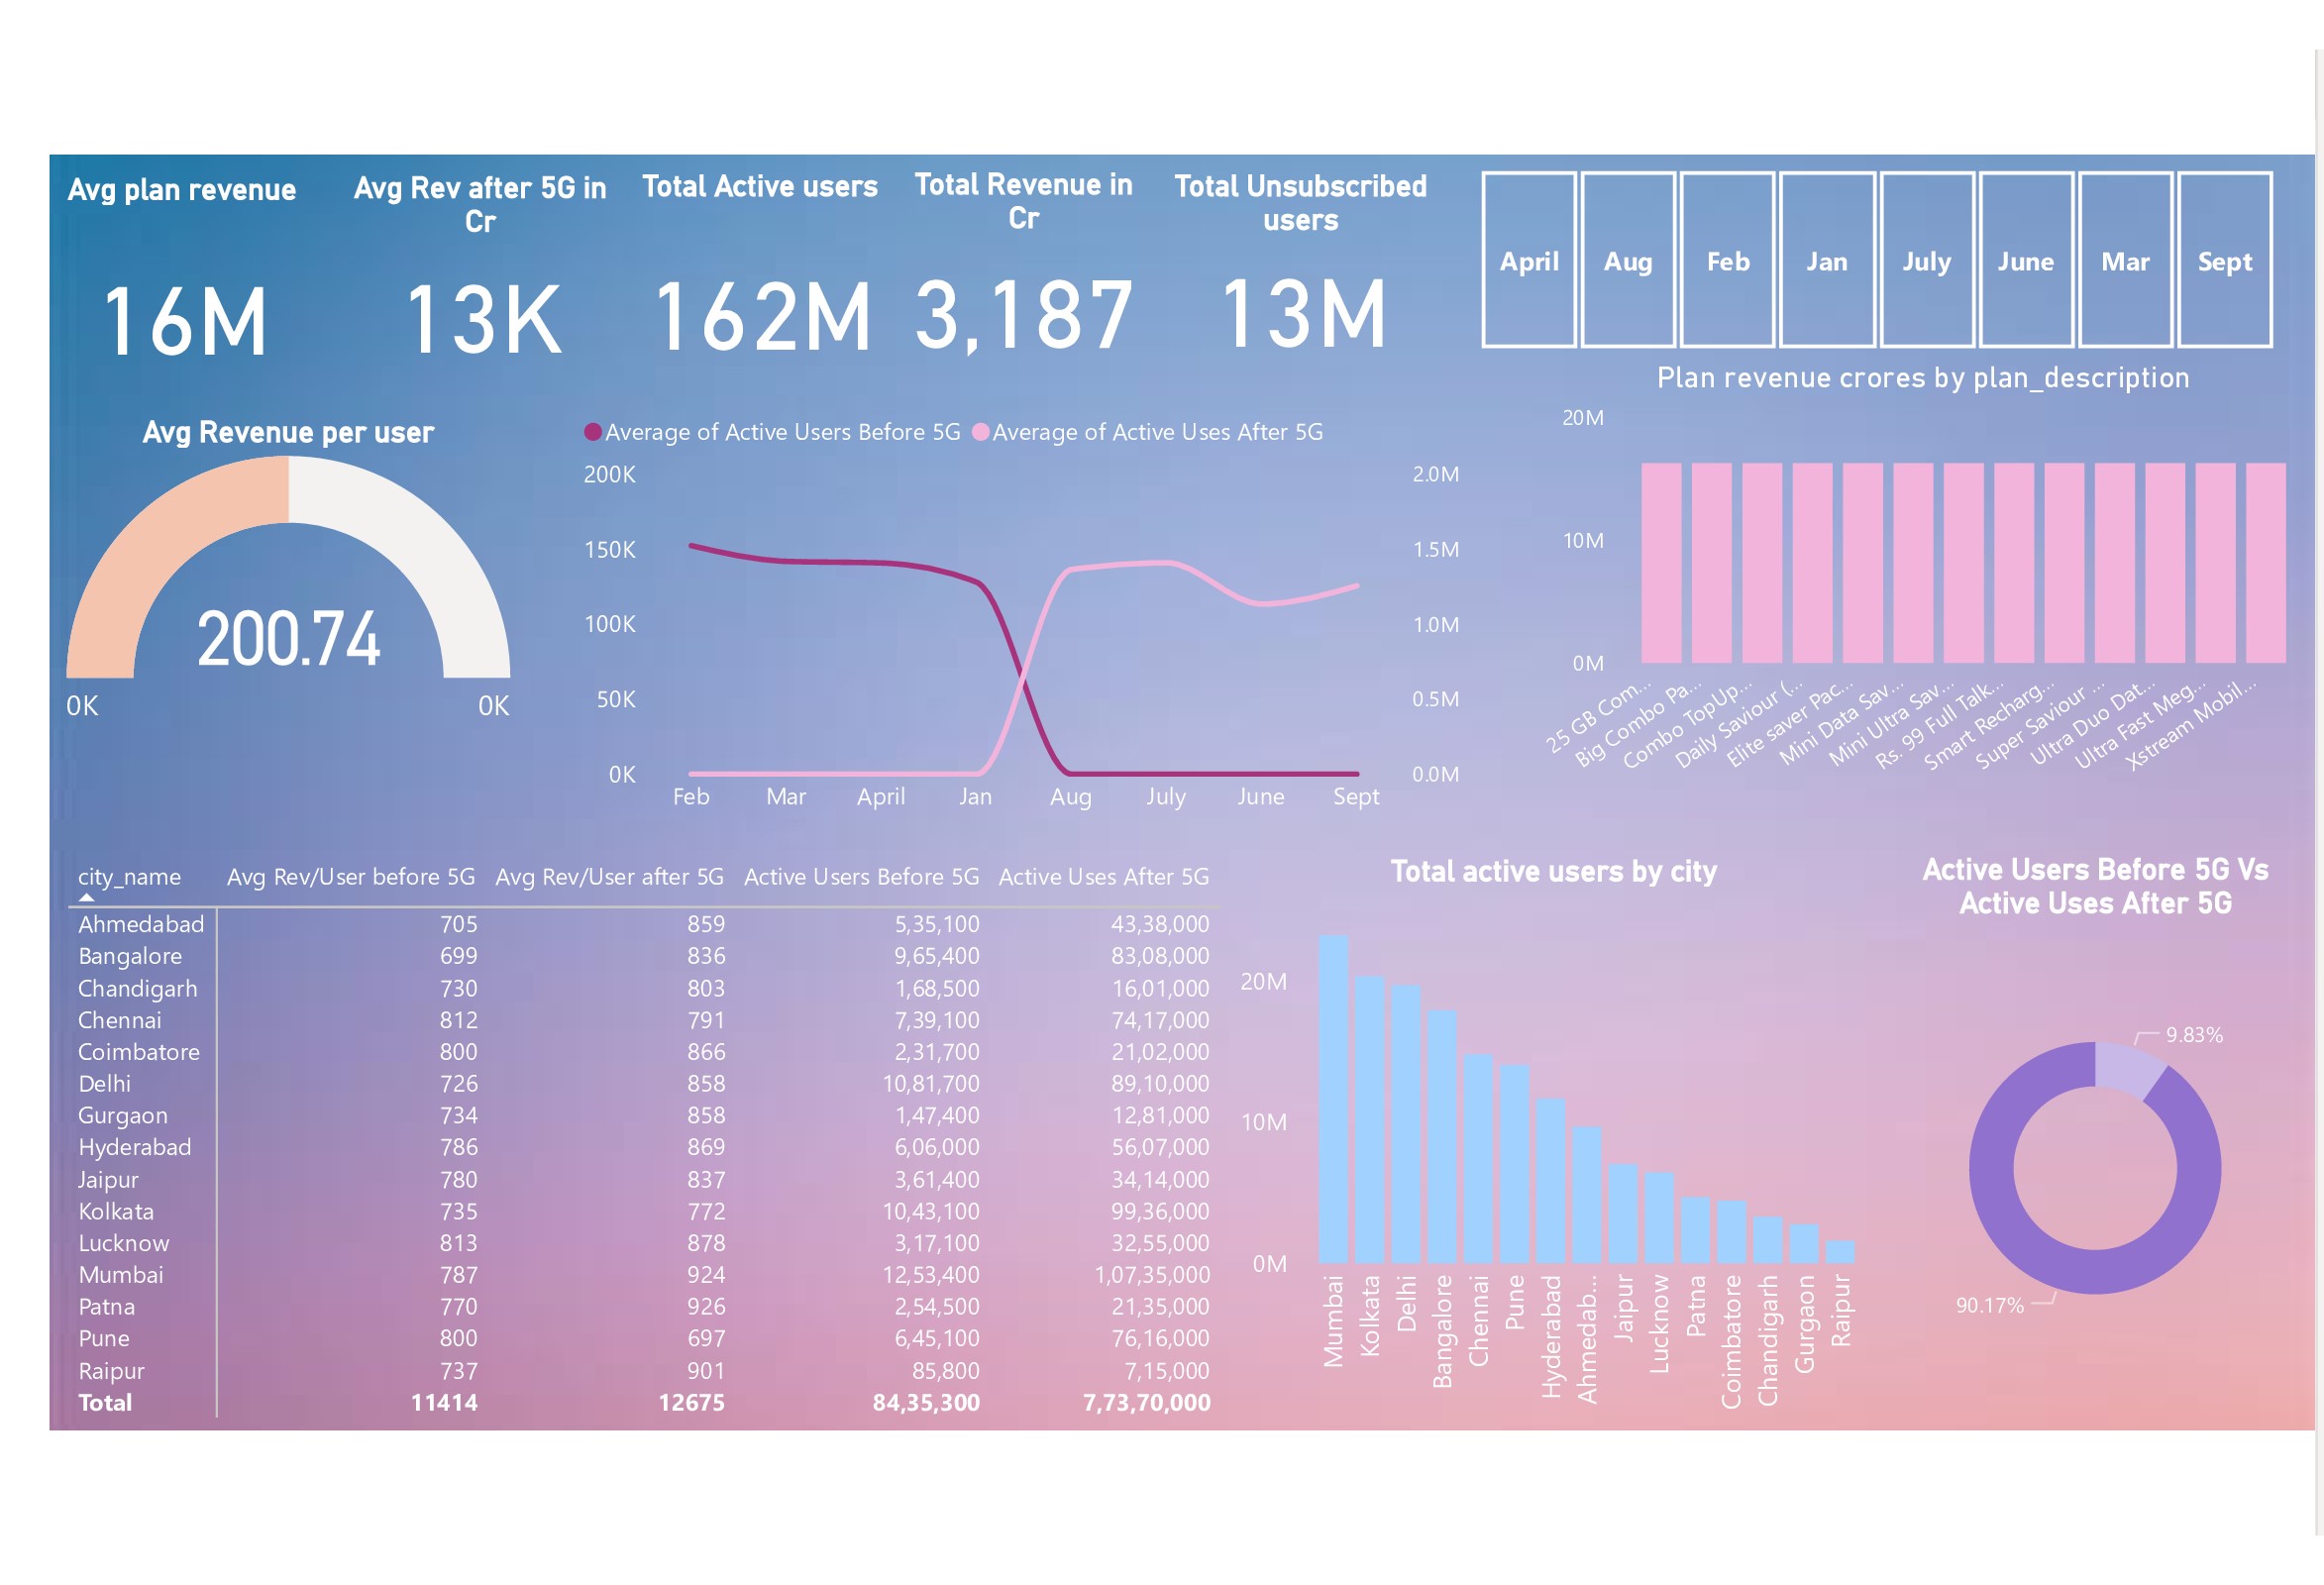 Avg plan revenue
16M
Avg Rev after 5G in
Cr
13K
Total Active users
162M
Total Revenue in
Cr
3,187
Total Unsubscribed
users
13M
April Aug Feb Jan July June Mar Sept
Avg Revenue per user
200.74
0K 0K
Average of Active Users Before 5G Average of Active Uses After 5G
200K 2.0M
150K 1.5M
100K 1.0M
50K 0.5M
0K 0.0M
Feb Mar April Jan Aug July June Sept
Plan revenue crores by plan_description
20M
10M
0M
25 GB Com...
Big Combo Pa...
Combo TopUp...
Daily Saviour (...
Elite saver Pac...
Mini Data Sav...
Mini Ultra Sav...
Rs. 99 Full Talk...
Smart Recharg...
Super Saviour ...
Ultra Duo Dat...
Ultra Fast Meg...
Xstream Mobil...
city_name Avg Rev/User before 5G Avg Rev/User after 5G Active Users Before 5G Active Uses After 5G
Ahmedabad 705 859 5,35,100 43,38,000
Bangalore 699 836 9,65,400 83,08,000
Chandigarh 730 803 1,68,500 16,01,000
Chennai 812 791 7,39,100 74,17,000
Coimbatore 800 866 2,31,700 21,02,000
Delhi 726 858 10,81,700 89,10,000
Gurgaon 734 858 1,47,400 12,81,000
Hyderabad 786 869 6,06,000 56,07,000
Jaipur 780 837 3,61,400 34,14,000
Kolkata 735 772 10,43,100 99,36,000
Lucknow 813 878 3,17,100 32,55,000
Mumbai 787 924 12,53,400 1,07,35,000
Patna 770 926 2,54,500 21,35,000
Pune 800 697 6,45,100 76,16,000
Raipur 737 901 85,800 7,15,000
Total 11414 12675 84,35,300 7,73,70,000
Total active users by city
20M
10M
0M
Mumbai
Kolkata
Delhi
Bangalore
Chennai
Pune
Hyderabad
Ahmedab...
Jaipur
Lucknow
Patna
Coimbatore
Chandigarh
Gurgaon
Raipur
Active Users Before 5G Vs
Active Uses After 5G
9.83%
90.17%